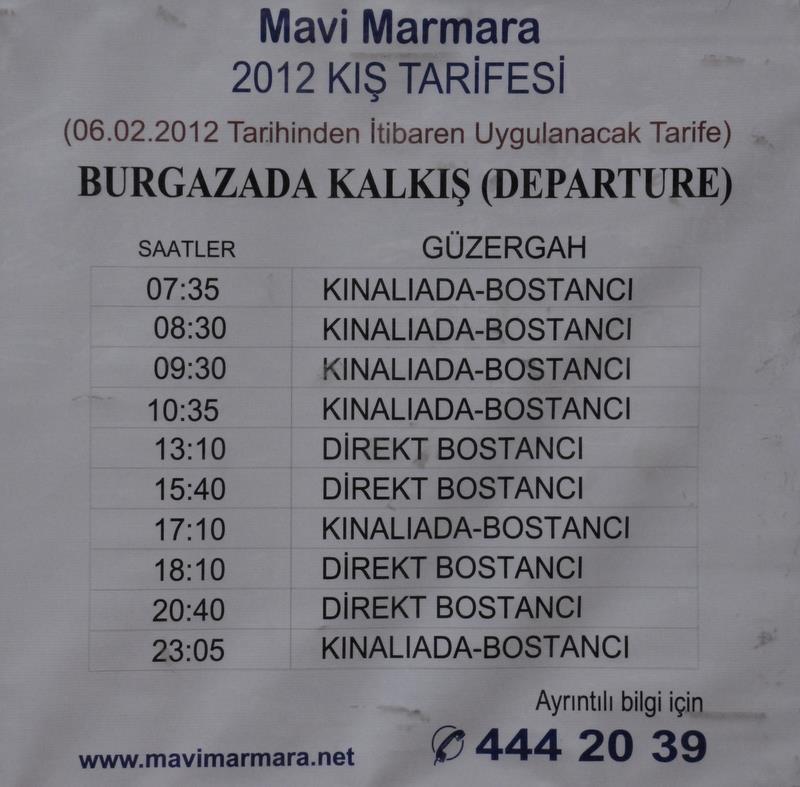 Mavi Marmara
2012 KIŞ TARİFESİ
(06.02.2012 Tarihinden İtibaren Uygulanacak Tarife)
BURGAZADA KALKIŞ (DEPARTURE)
SAATLER GÜZERGAH
07:35 KINALIADA-BOSTANCI
08:30 KINALIADA-BOSTANCI
09:30 KINALIADA-BOSTANCI
10:35 KINALIADA-BOSTANCI
13:10 DİREKT BOSTANCI
15:40 DİREKT BOSTANCI
17:10 KINALIADA-BOSTANCI
18:10 DİREKT BOSTANCI
20:40 DİREKT BOSTANCI
23:05 KINALIADA-BOSTANCI
Ayrıntılı bilgi için
www.mavimarmara.net ✆ 444 20 39